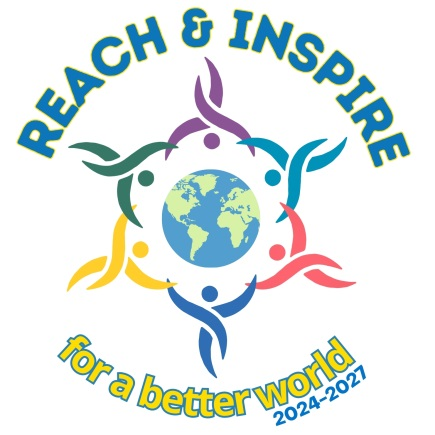 REACH & INSPIRE
for a better world
2024-2027